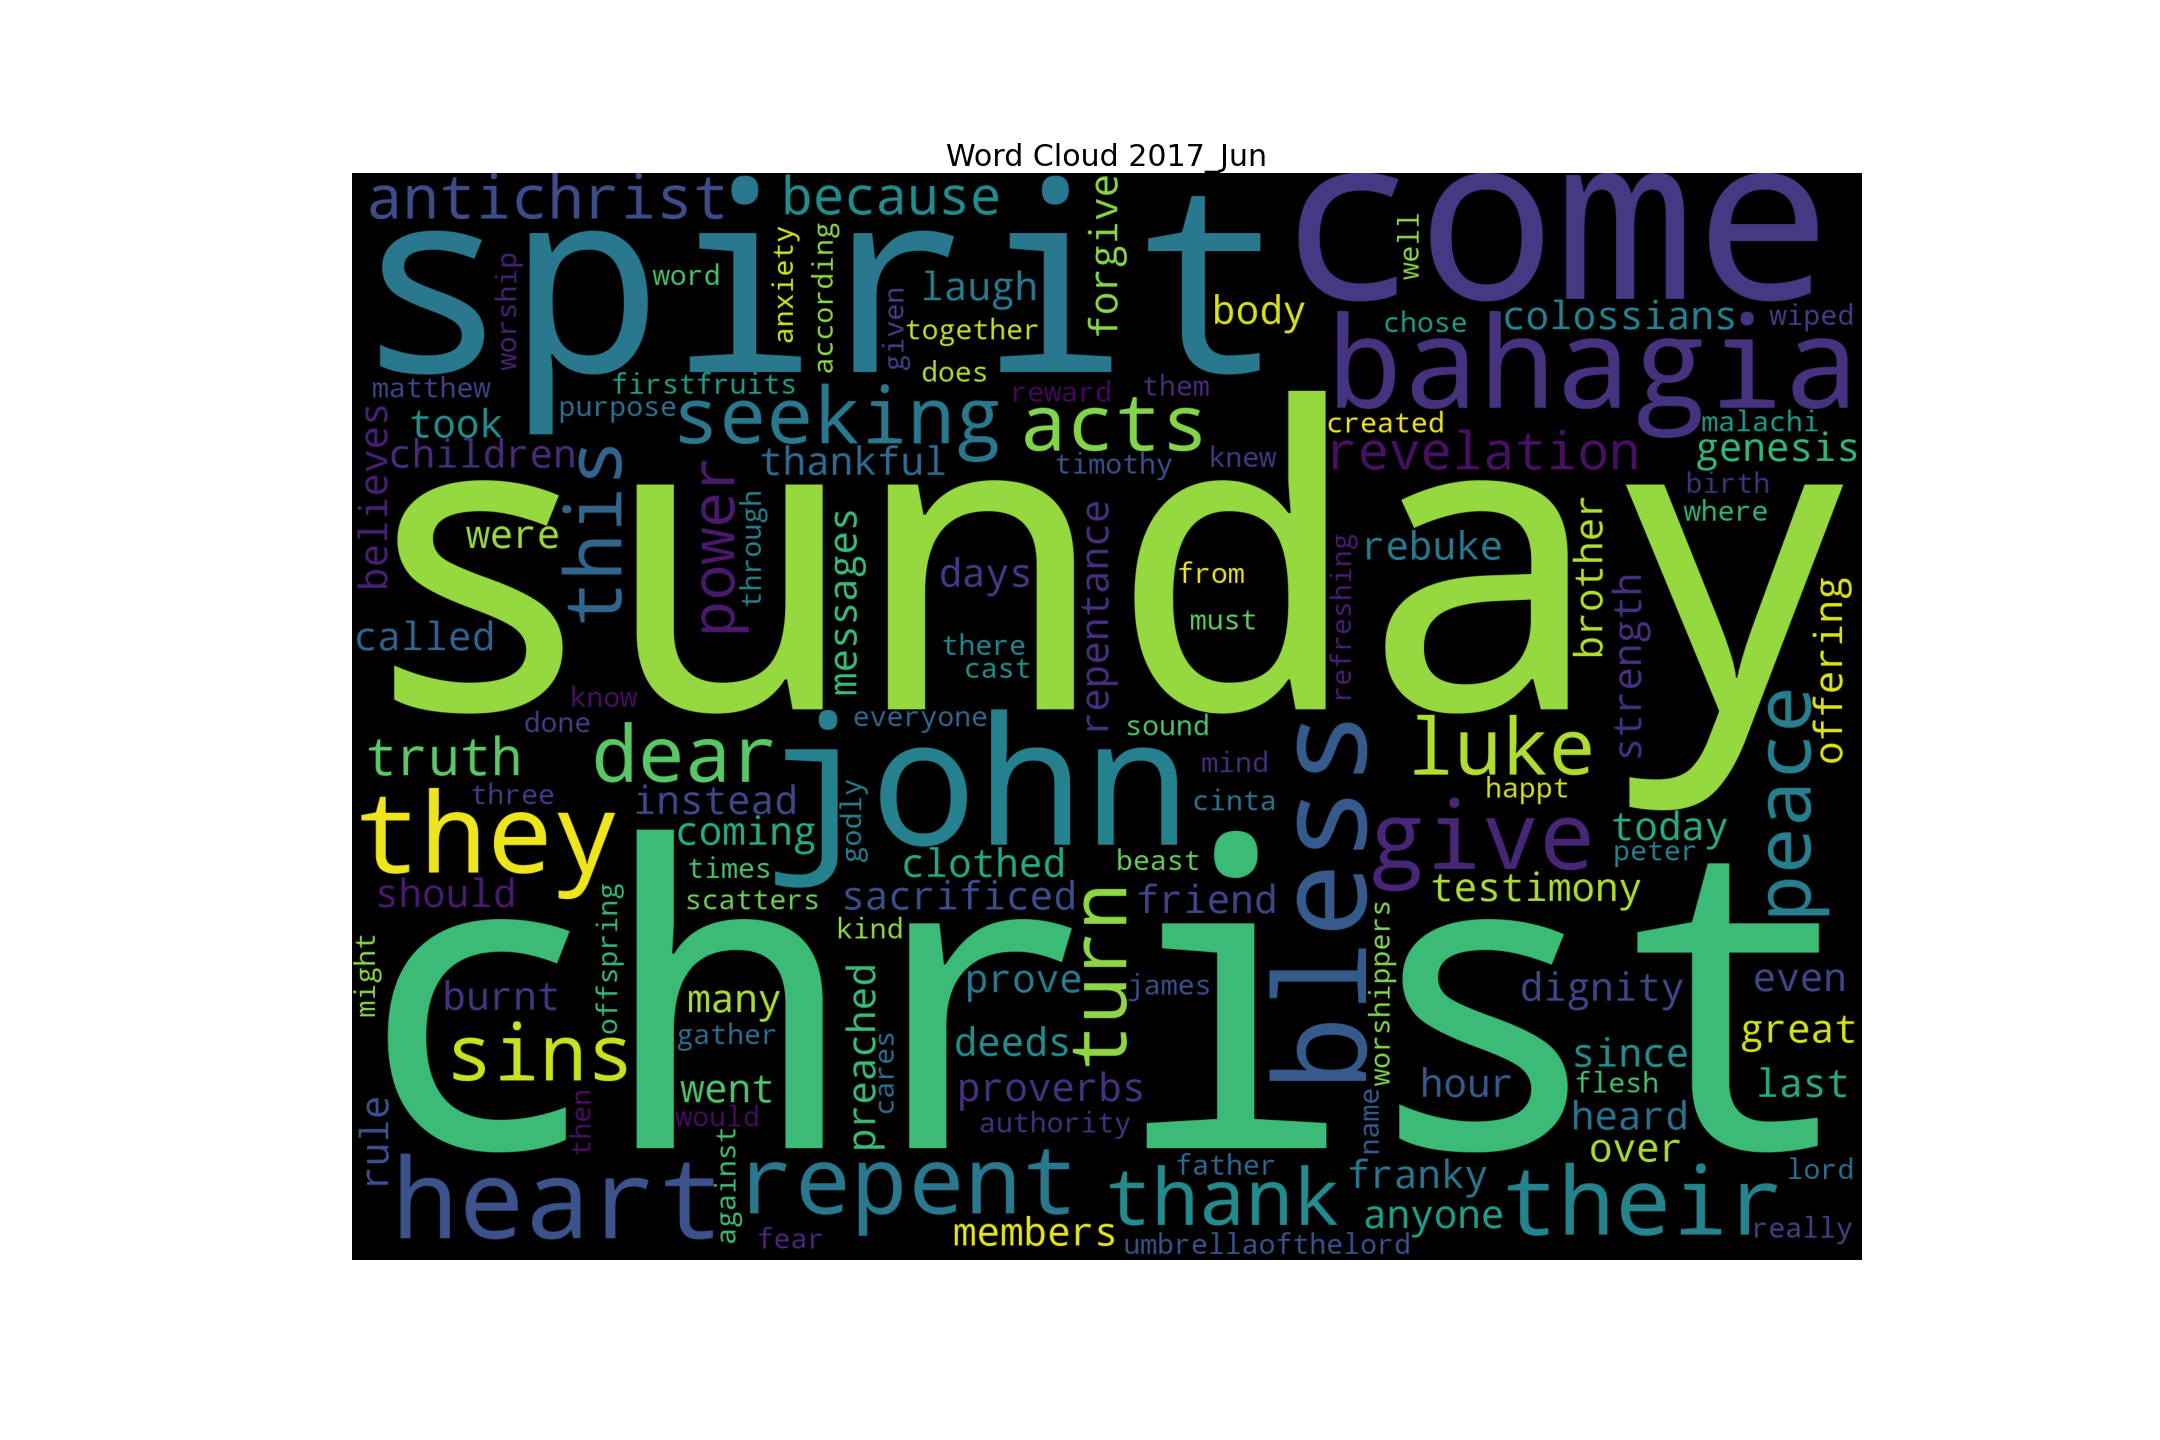 Word Cloud 2017_Jun
antichrist
because
spirit
come
forgive
well
worship
word
anxiety
according
given
laugh
together
does
body
chose
colossians
wiped
bahagia
matthew
firstfruits
purpose
took
seeking
reward
them
acts
created
malachi
children
thankful
timothy
knew
revelation
genesis
believes
this
power
through
birth
where
sunday
were
messages
days
repentance
from
refreshing
rebuke
brother
must
strength
offering
called
there
cast
know
done
everyone
sound
truth
dear
john
mind
bless
luke
peace
three
instead
cinta
happt
they
coming
godly
give
today
times
clothed
beast
peter
should
scatters
sacrificed
friend
testimony
christ
kind
turn
might
offspring
burnt
many
preached
prove
james
worshippers
dignity
even
gather
cares
deeds
since
great
sins
went
proverbs
hour
flesh
last
rule
then
would
authority
name
heard
over
heart
against
repent
father
thank
franky
their
lord
fear
members
umbrellaofthelord
anyone
really